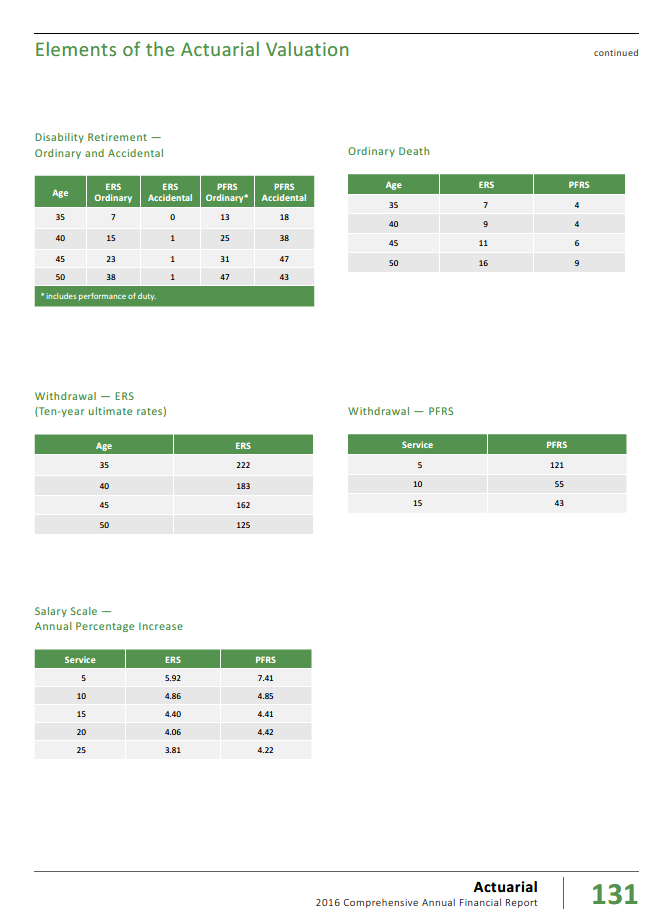 Elements of the Actuarial Valuation
continued
Disability Retirement —
Ordinary and Accidental
Age ERS Ordinary ERS Accidental PFRS Ordinary* PFRS Accidental
35 7 0 13 18
40 15 1 25 38
45 23 1 31 47
50 38 1 47 43
* includes performance of duty.
Ordinary Death
Age ERS PFRS
35 7 4
40 9 4
45 11 6
50 16 9
Withdrawal — ERS
(Ten-year ultimate rates)
Age ERS
35 222
40 183
45 162
50 125
Withdrawal — PFRS
Service PFRS
5 121
10 55
15 43
Salary Scale —
Annual Percentage Increase
Service ERS PFRS
5 5.92 7.41
10 4.86 4.85
15 4.40 4.41
20 4.06 4.42
25 3.81 4.22
Actuarial
2016 Comprehensive Annual Financial Report
131